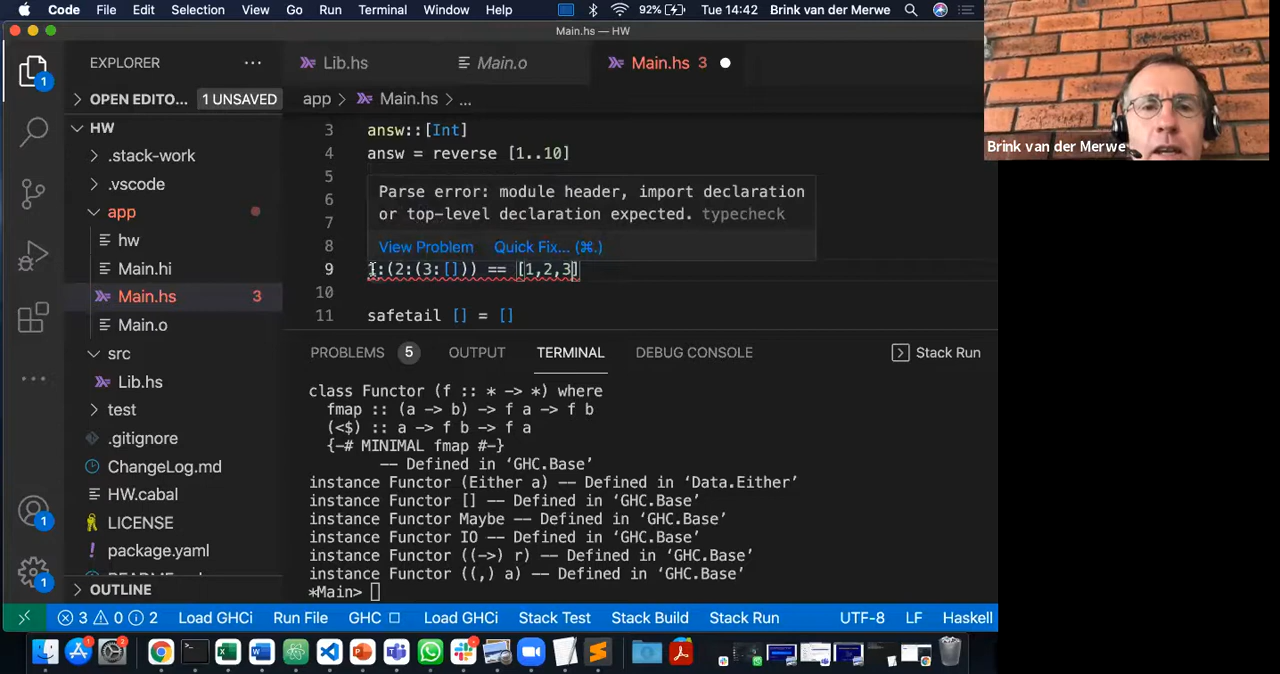 Code File Edit Selection View Go Run Terminal Window Help 92% Tue 14:42 Brink van der Merwe
Main.hs — HW
EXPLORER ··· Lib.hs Main.o Main.hs 3
OPEN EDITO... 1 UNSAVED app > Main.hs > ...
HW
.stack-work
.vscode
app
hw
Main.hi
Main.hs 3
Main.o
src
Lib.hs
test
.gitignore
ChangeLog.md
HW.cabal
LICENSE
package.yaml
OUTLINE
1
1
1
3 answ::[Int]
4 answ = reverse [1..10]
5
6
7
8
Parse error: module header, import declaration
or top-level declaration expected. typecheck
View Problem Quick Fix... (⌘.)
9 1:(2:(3:[])) == [1,2,3]
10
11 safetail [] = []
PROBLEMS 5 OUTPUT TERMINAL DEBUG CONSOLE Stack Run
class Functor (f :: * -> *) where
fmap :: (a -> b) -> f a -> f b
(<$) :: a -> f b -> f a
{-# MINIMAL fmap #-}
-- Defined in ‘GHC.Base’
instance Functor (Either a) -- Defined in ‘Data.Either’
instance Functor [] -- Defined in ‘GHC.Base’
instance Functor Maybe -- Defined in ‘GHC.Base’
instance Functor IO -- Defined in ‘GHC.Base’
instance Functor ((->) r) -- Defined in ‘GHC.Base’
instance Functor ((,) a) -- Defined in ‘GHC.Base’
*Main>
3 0 2 Load GHCi Run File GHC Load GHCi Stack Test Stack Build Stack Run UTF-8 LF Haskell
Brink van der Merwe